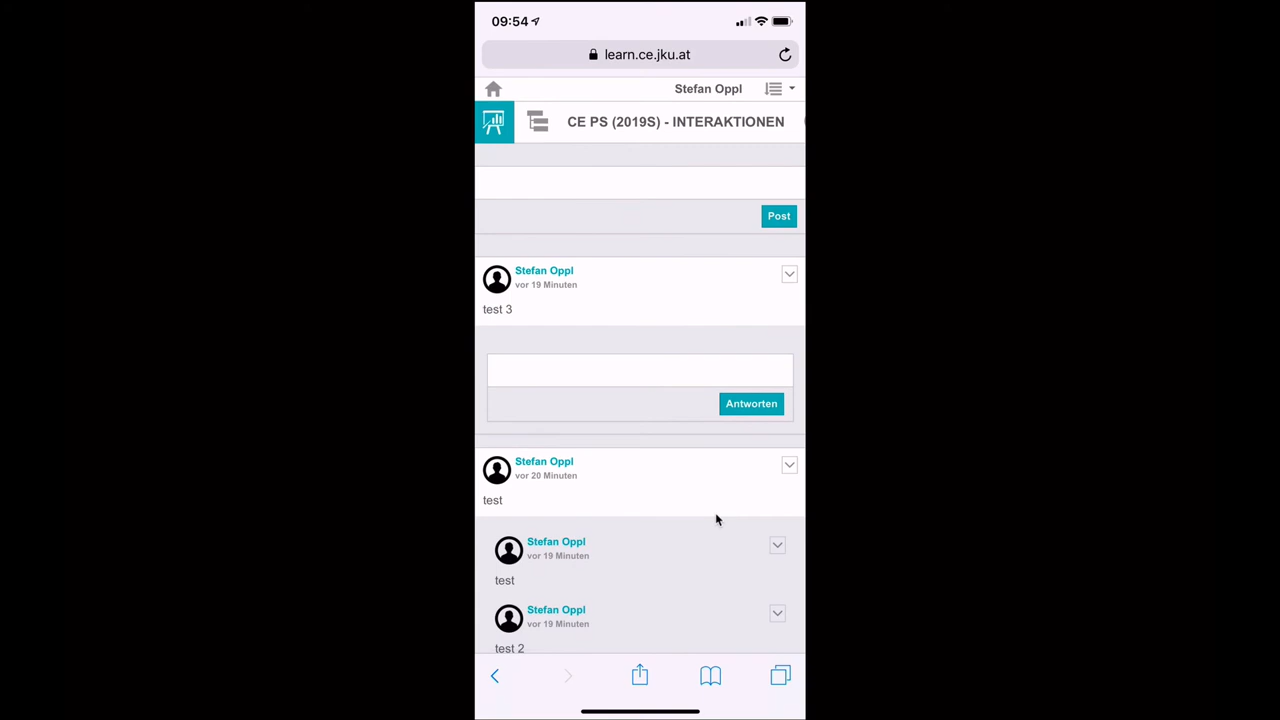 09:54
learn.ce.jku.at
Stefan Oppl
CE PS (2019S) - INTERAKTIONEN
Post
Stefan Oppl
vor 19 Minuten
test 3
Antworten
Stefan Oppl
vor 20 Minuten
test
Stefan Oppl
vor 19 Minuten
test
Stefan Oppl
vor 19 Minuten
test 2